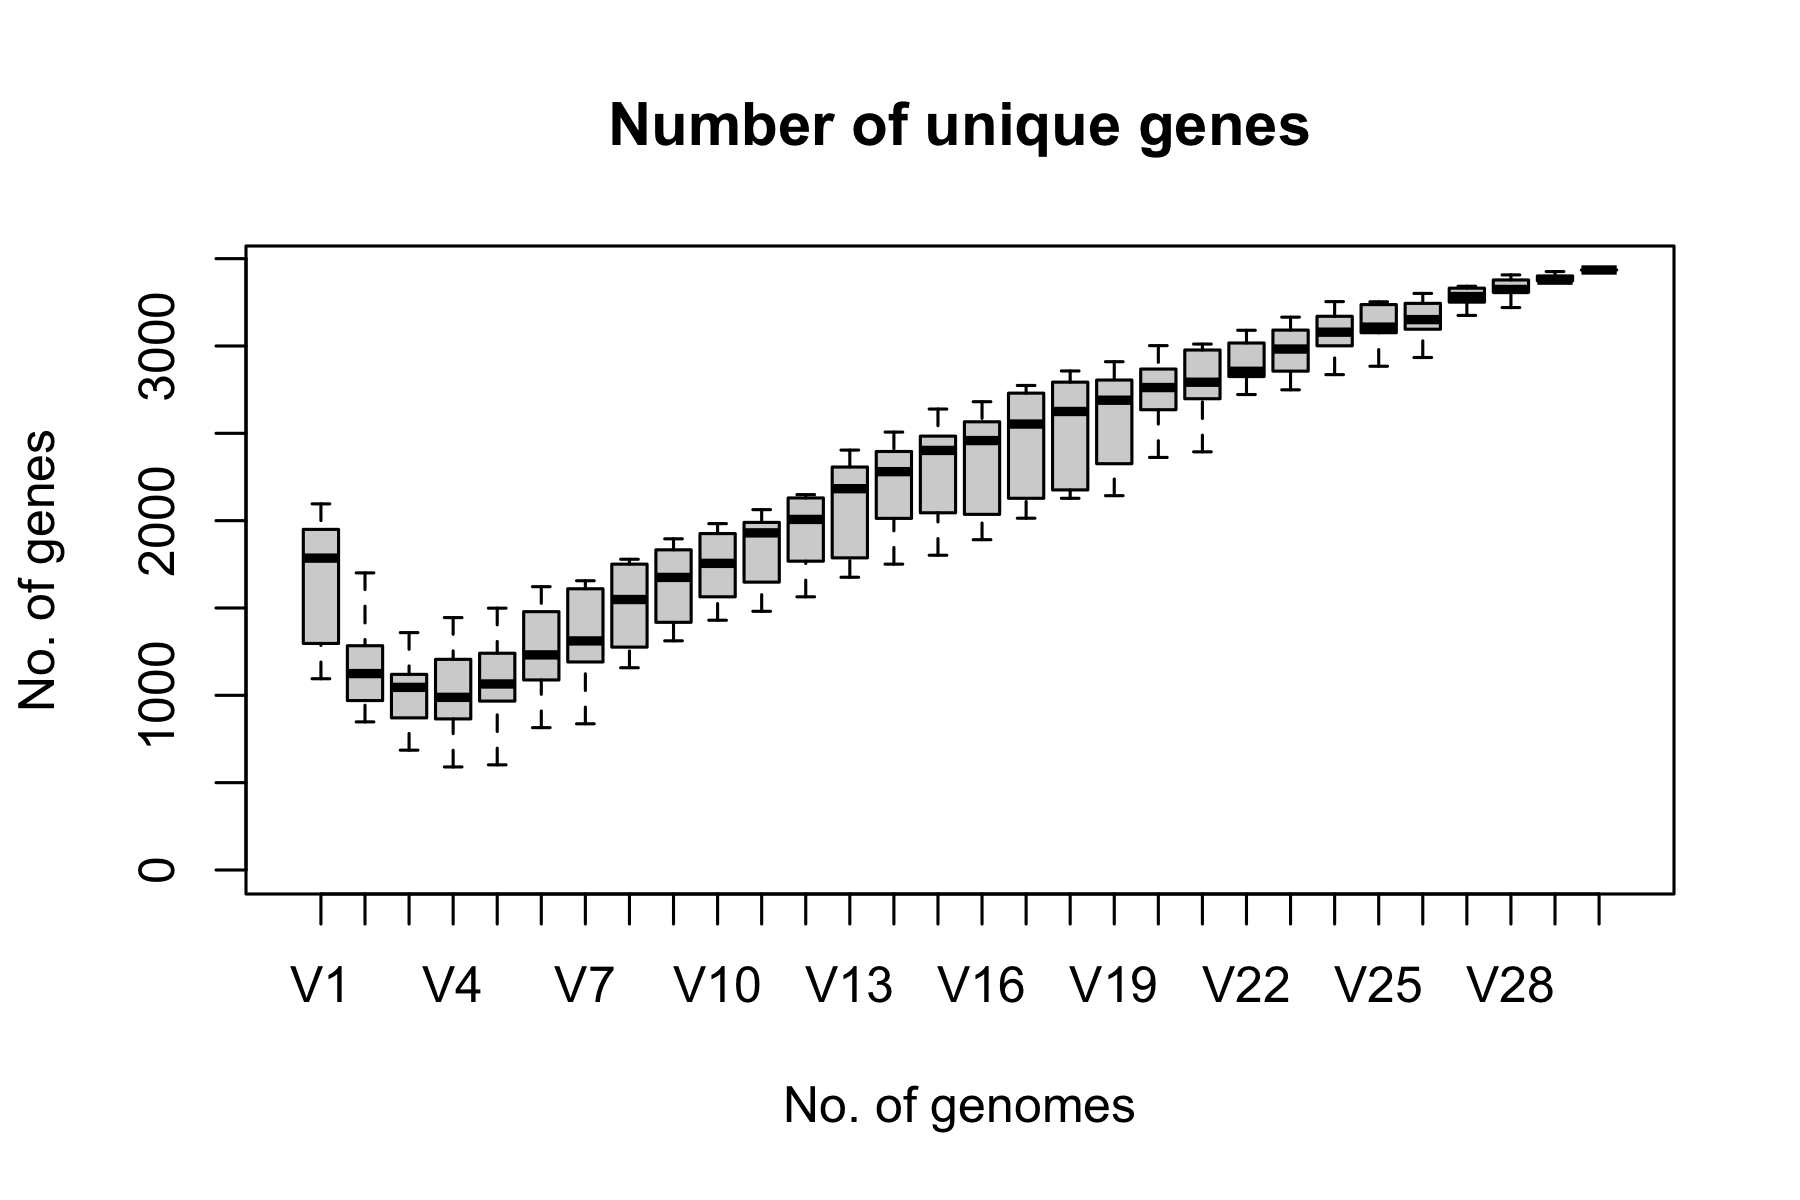 Number of unique genes
No. of genes
3000
2000
1000
0
V1 V4 V7 V10 V13 V16 V19 V22 V25 V28
No. of genomes